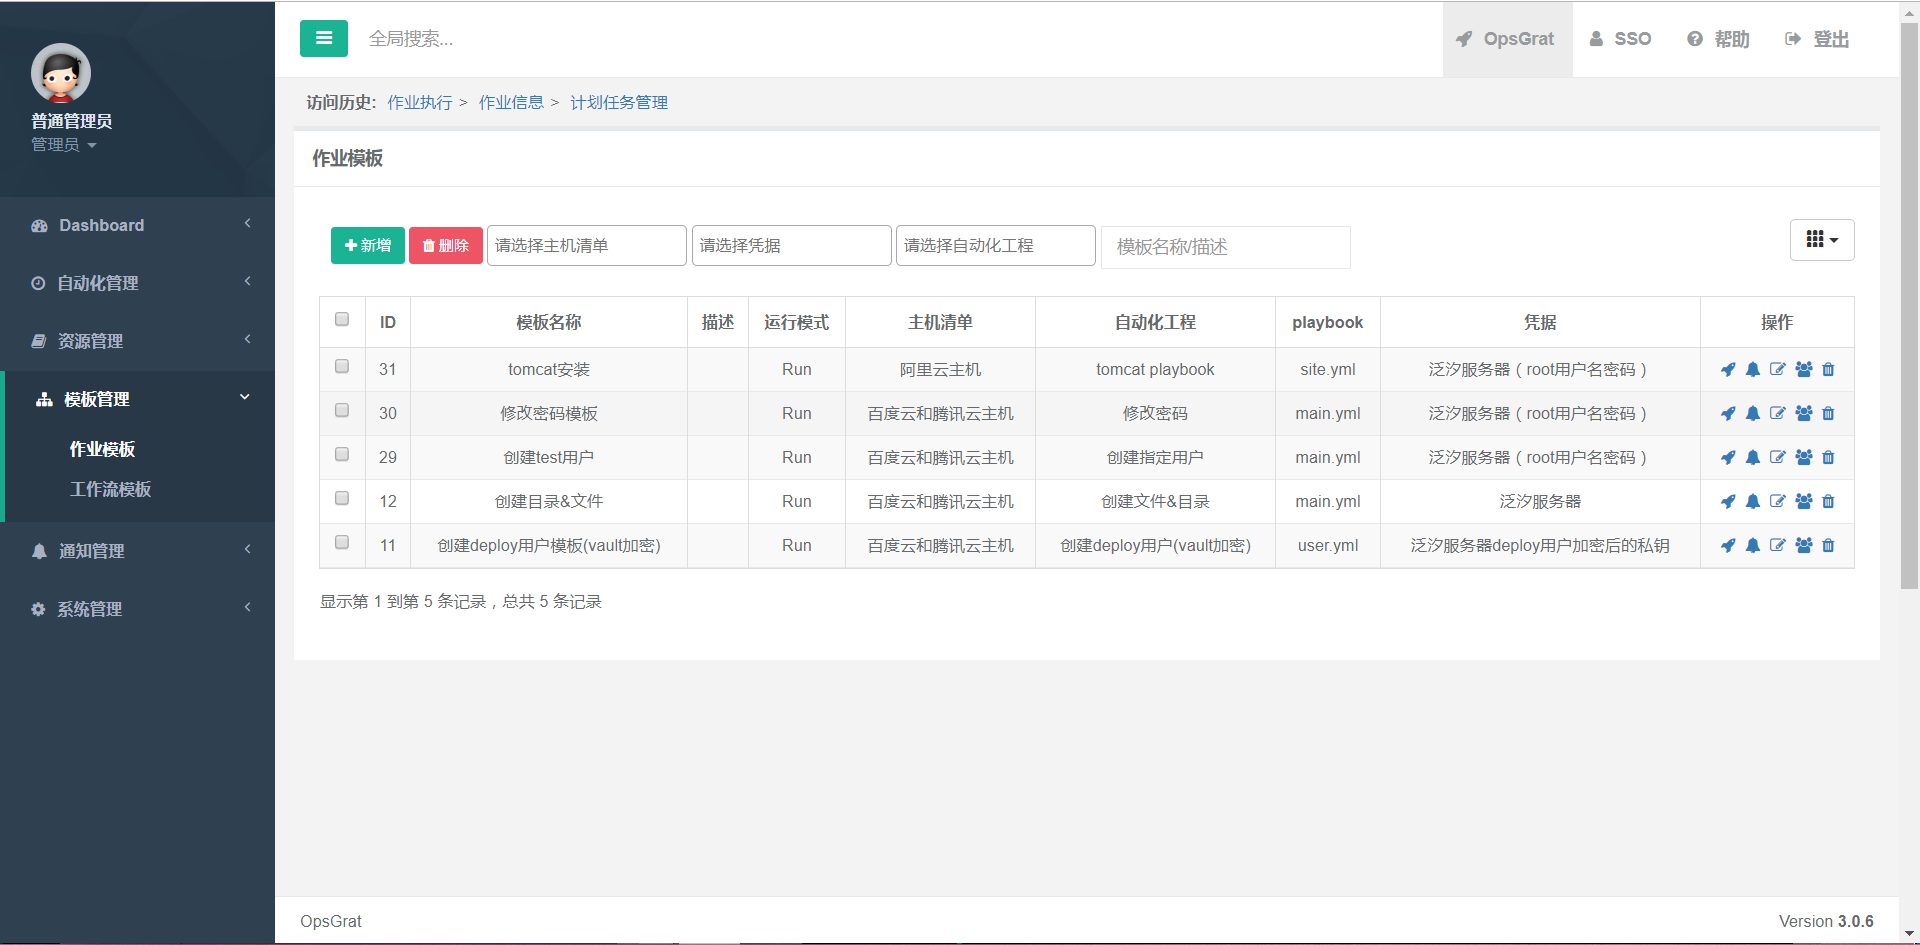 普通管理员
管理员
Dashboard
自动化管理
资源管理
模板管理
作业模板
工作流模板
通知管理
系统管理
全局搜索...
OpsGrat SSO 帮助 登出
访问历史: 作业执行 > 作业信息 > 计划任务管理
作业模板
新增 删除 请选择主机清单 请选择凭据 请选择自动化工程 模板名称/描述
ID 模板名称 描述 运行模式 主机清单 自动化工程 playbook 凭据 操作
31 tomcat安装 Run 阿里云主机 tomcat playbook site.yml 泛汐服务器（root用户名密码）
30 修改密码模板 Run 百度云和腾讯云主机 修改密码 main.yml 泛汐服务器（root用户名密码）
29 创建test用户 Run 百度云和腾讯云主机 创建指定用户 main.yml 泛汐服务器（root用户名密码）
12 创建目录&文件 Run 百度云和腾讯云主机 创建文件&目录 main.yml 泛汐服务器
11 创建deploy用户模板(vault加密) Run 百度云和腾讯云主机 创建deploy用户(vault加密) user.yml 泛汐服务器deploy用户加密后的私钥
显示第 1 到第 5 条记录，总共 5 条记录
OpsGrat Version 3.0.6